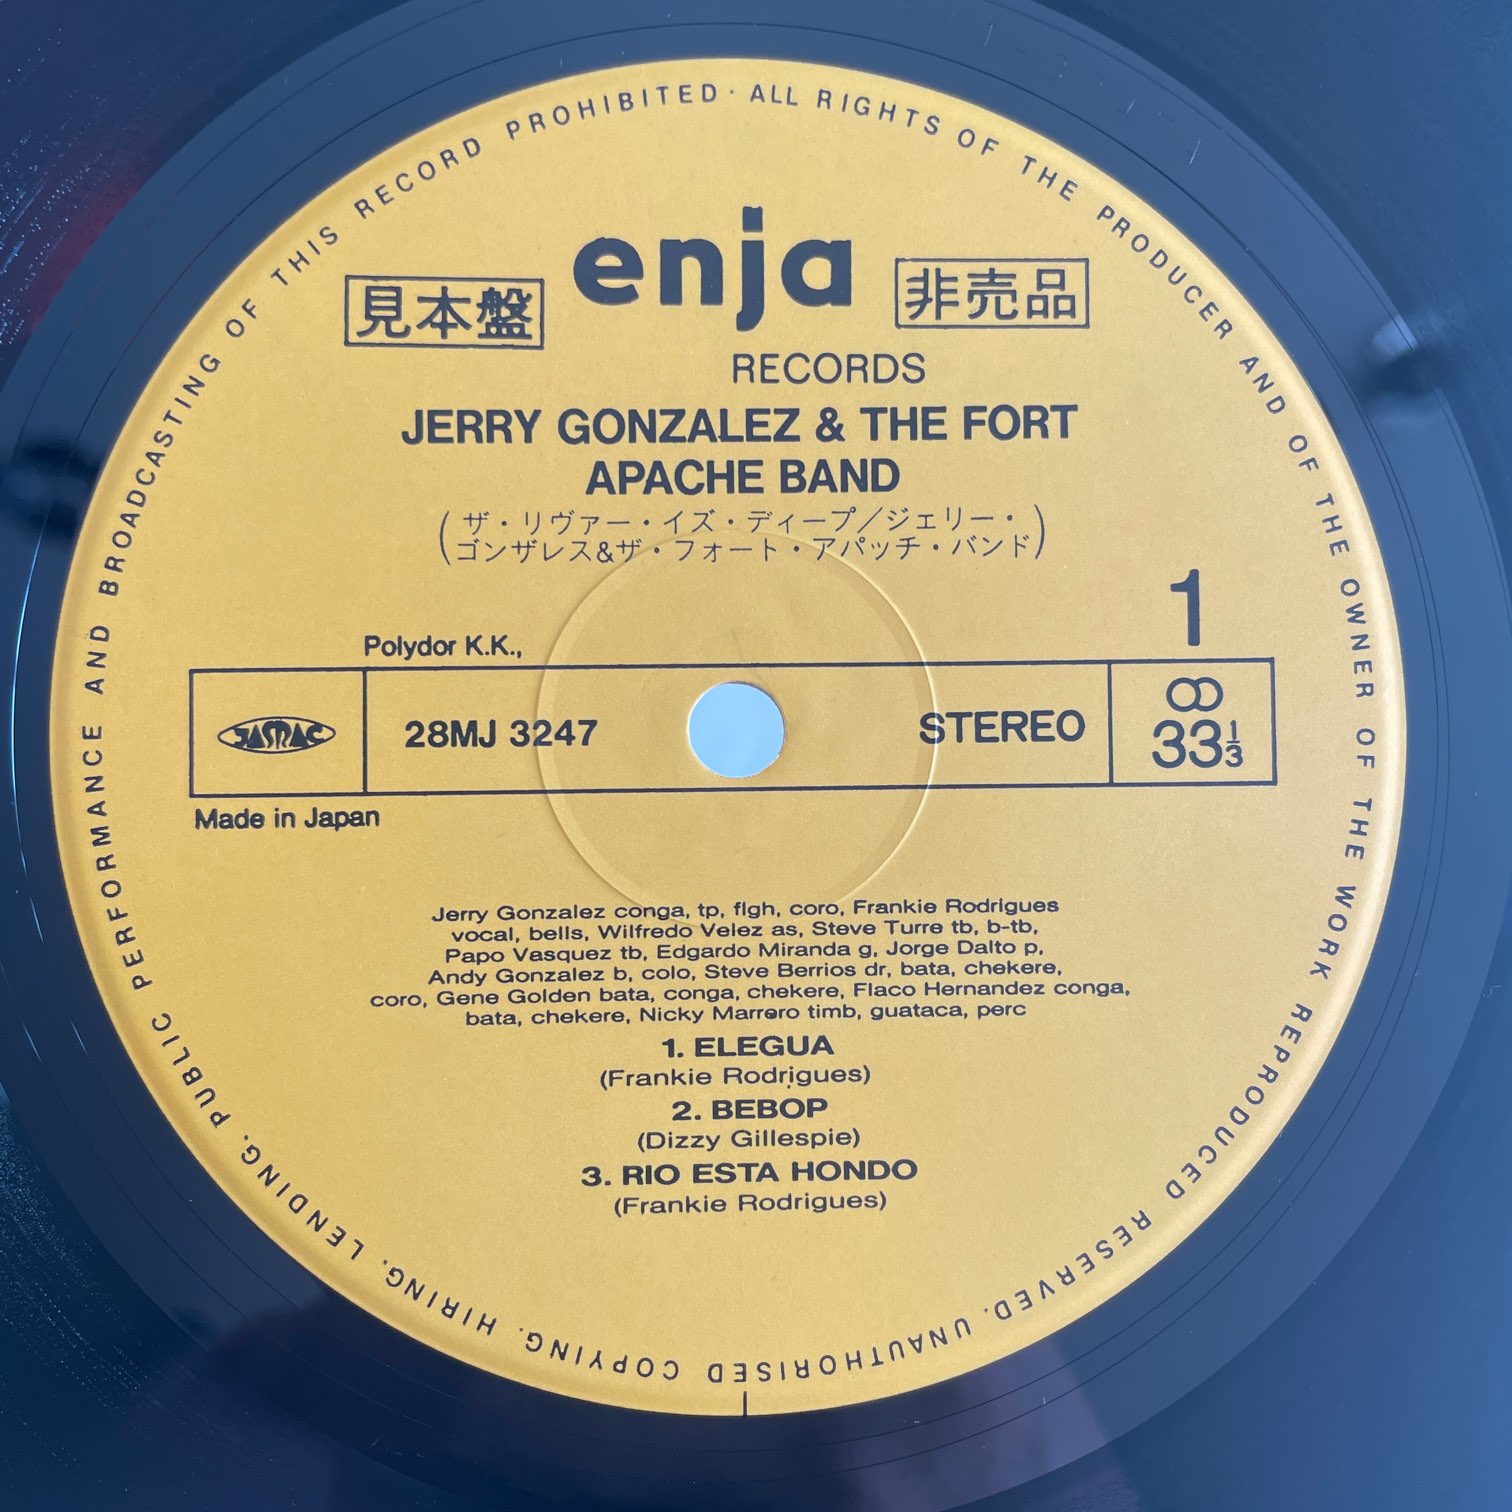 PUBLIC PERFORMANCE AND BROADCASTING OF THIS RECORD PROHIBITED · ALL RIGHTS OF THE PRODUCER AND OF THE OWNER OF THE WORK REPRODUCED RESERVED. UNAUTHORISED COPYING. HIRING. LENDING.
見本盤 enja 非売品
RECORDS
JERRY GONZALEZ & THE FORT
APACHE BAND
(ザ・リヴァー・イズ・ディープ/ジェリー・
ゴンザレス&ザ・フォート・アパッチ・バンド)
1
Polydor K.K.,
JASRAC 28MJ 3247 STEREO ∞ 33 1/3
Made in Japan
Jerry Gonzalez conga, tp, flgh, coro, Frankie Rodrigues
vocal, bells, Wilfredo Velez as, Steve Turre tb, b-tb,
Papo Vasquez tb, Edgardo Miranda g, Jorge Dalto p,
Andy Gonzalez b, colo, Steve Berrios dr, bata, chekere,
coro, Gene Golden bata, conga, chekere, Flaco Hernandez conga,
bata, chekere, Nicky Marrero timb, guataca, perc
1. ELEGUA
(Frankie Rodrigues)
2. BEBOP
(Dizzy Gillespie)
3. RIO ESTA HONDO
(Frankie Rodrigues)